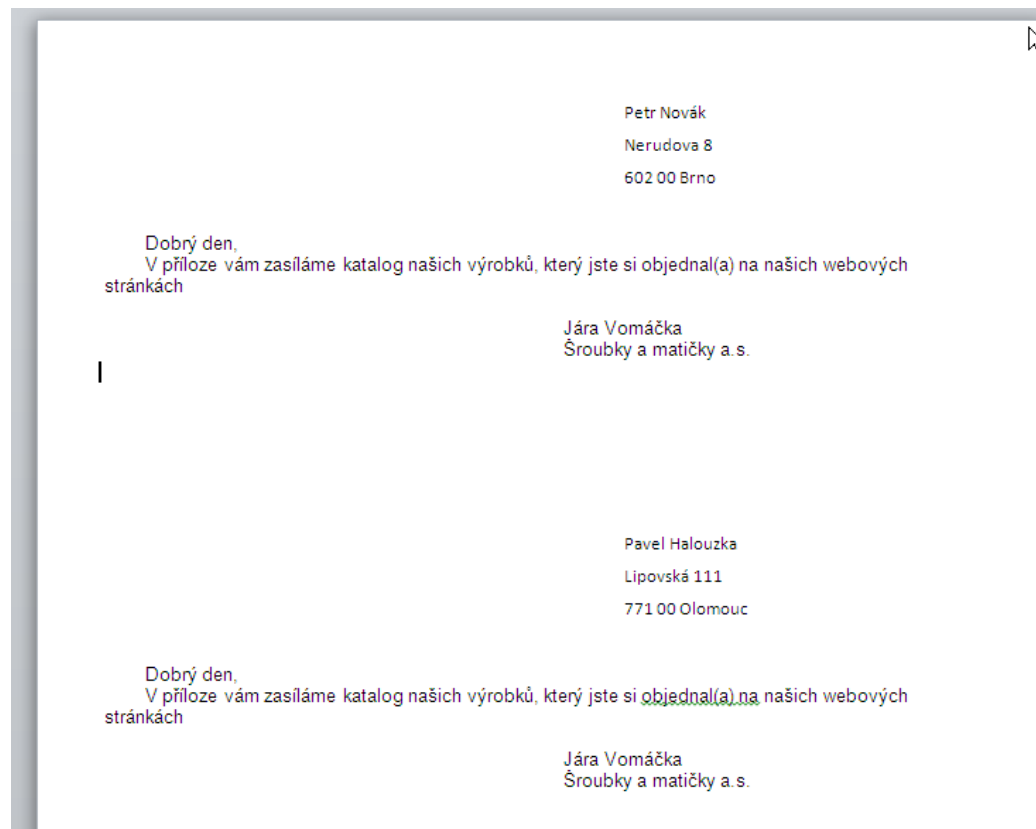 Petr Novák
Nerudova 8
602 00 Brno
Dobrý den,
V příloze vám zasíláme katalog našich výrobků, který jste si objednal(a) na našich webových
stránkách
Jára Vomáčka
Šroubky a matičky a.s.
Pavel Halouzka
Lipovská 111
771 00 Olomouc
Dobrý den,
V příloze vám zasíláme katalog našich výrobků, který jste si objednal(a) na našich webových
stránkách
Jára Vomáčka
Šroubky a matičky a.s.